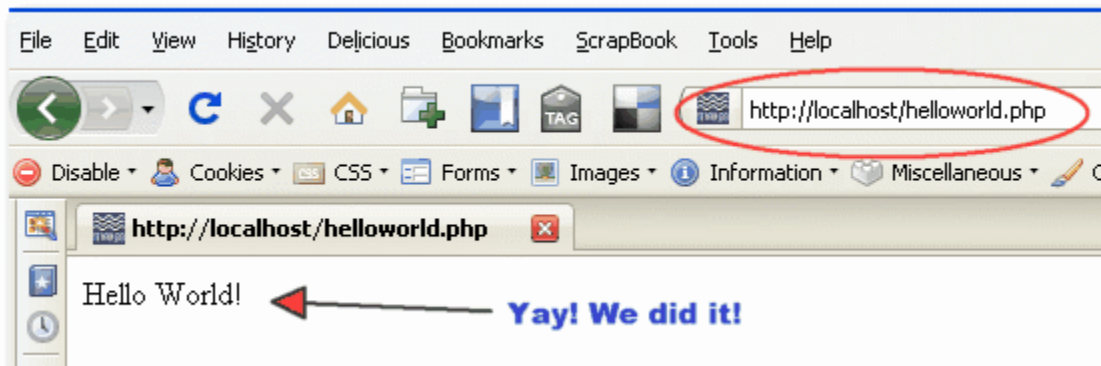 File Edit View History Delicious Bookmarks ScrapBook Tools Help
TAG http://localhost/helloworld.php
Disable Cookies CSS CSS Forms Images Information Miscellaneous
http://localhost/helloworld.php
Hello World!
Yay! We did it!